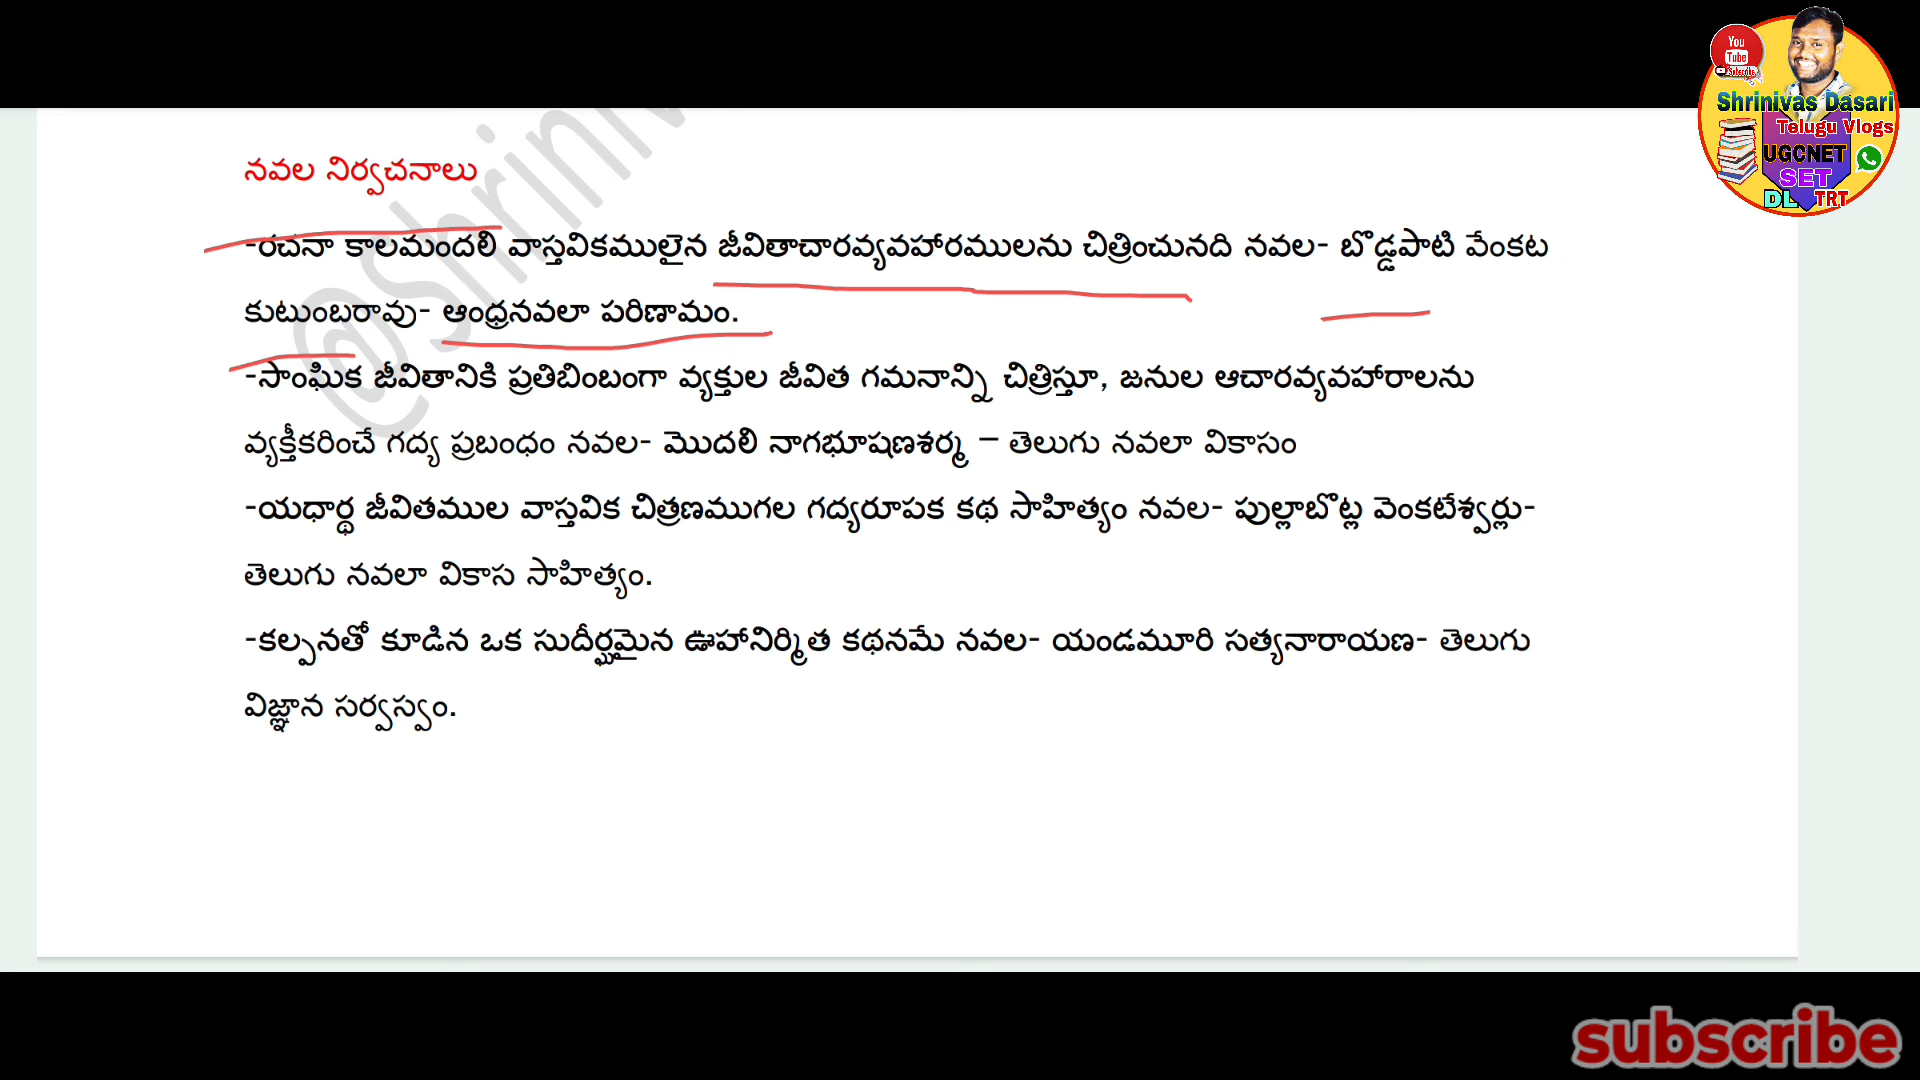 You
Tube
Subscribe
Shrinivas Dasari
Telugu Vlogs
UGCNET
SET
DL TRT
నవల నిర్వచనాలు
-రచనా కాలమందలి వాస్తవికములైన జీవితాచారవ్యవహారములను చిత్రించునది నవల- బొడ్డపాటి వేంకట
కుటుంబరావు- ఆంధ్రనవలా పరిణామం.
-సాంఘిక జీవితానికి ప్రతిబింబంగా వ్యక్తుల జీవిత గమనాన్ని చిత్రిస్తూ, జనుల ఆచారవ్యవహారాలను
వ్యక్తీకరించే గద్య ప్రబంధం నవల- మొదలి నాగభూషణశర్మ – తెలుగు నవలా వికాసం
-యధార్థ జీవితముల వాస్తవిక చిత్రణముగల గద్యరూపక కథ సాహిత్యం నవల- పుల్లాబొట్ల వెంకటేశ్వర్లు-
తెలుగు నవలా వికాస సాహిత్యం.
-కల్పనతో కూడిన ఒక సుదీర్ఘమైన ఊహానిర్మిత కథనమే నవల- యండమూరి సత్యనారాయణ- తెలుగు
విజ్ఞాన సర్వస్వం.
subscribe